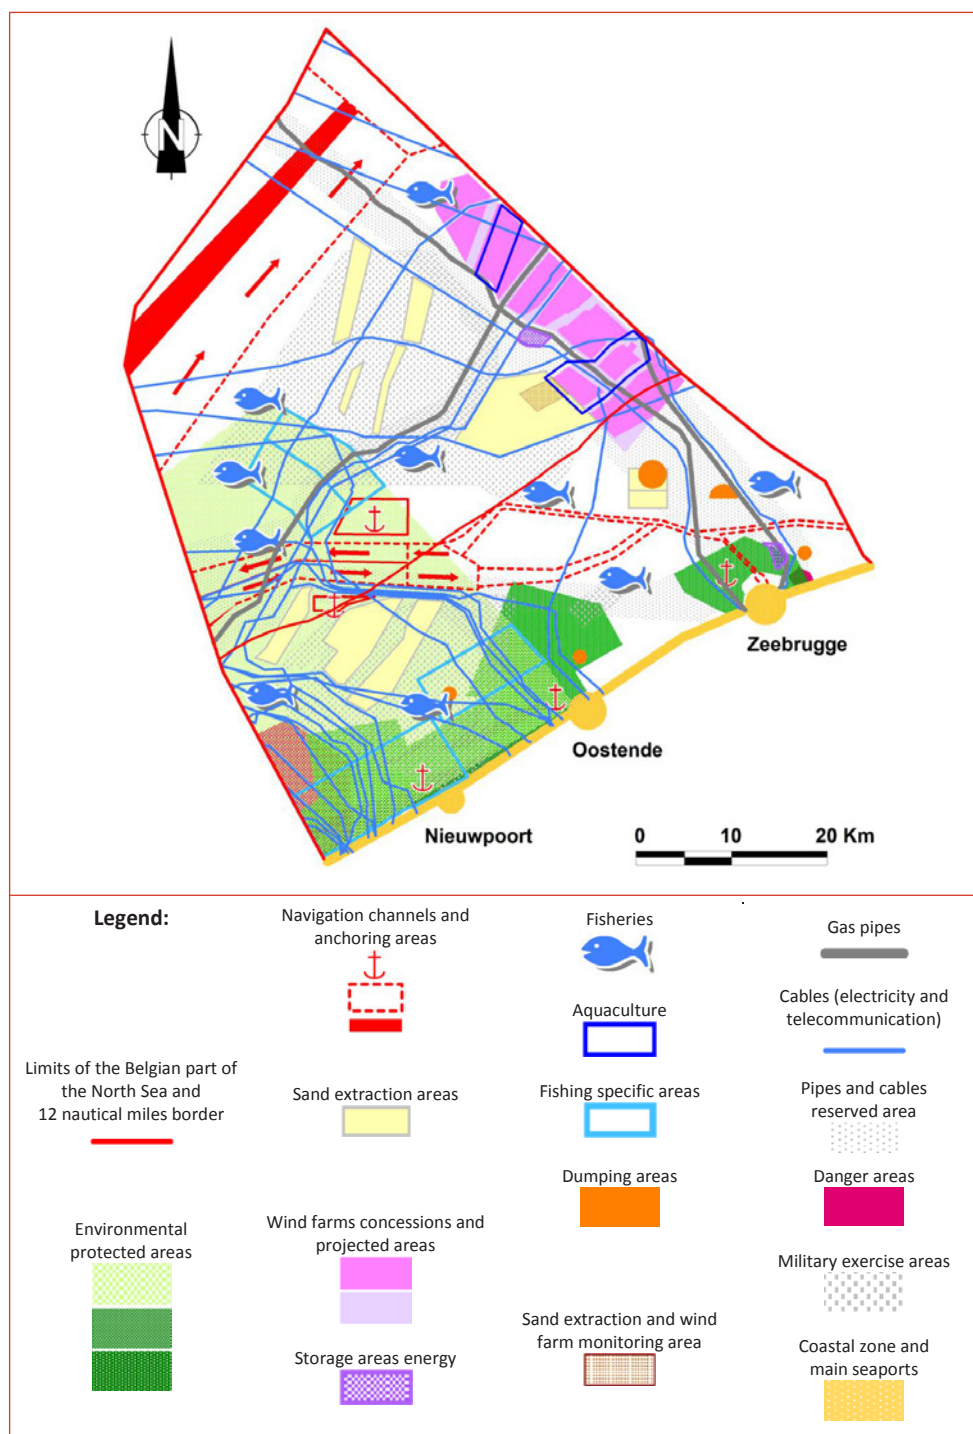 N
Zeebrugge
Oostende
Nieuwpoort
0 10 20 Km
Legend:
Navigation channels and
anchoring areas
Fisheries
Gas pipes
Aquaculture
Cables (electricity and
telecommunication)
Limits of the Belgian part of
the North Sea and
12 nautical miles border
Sand extraction areas
Fishing specific areas
Pipes and cables
reserved area
Dumping areas
Danger areas
Environmental
protected areas
Wind farms concessions and
projected areas
Military exercise areas
Storage areas energy
Sand extraction and wind
farm monitoring area
Coastal zone and
main seaports